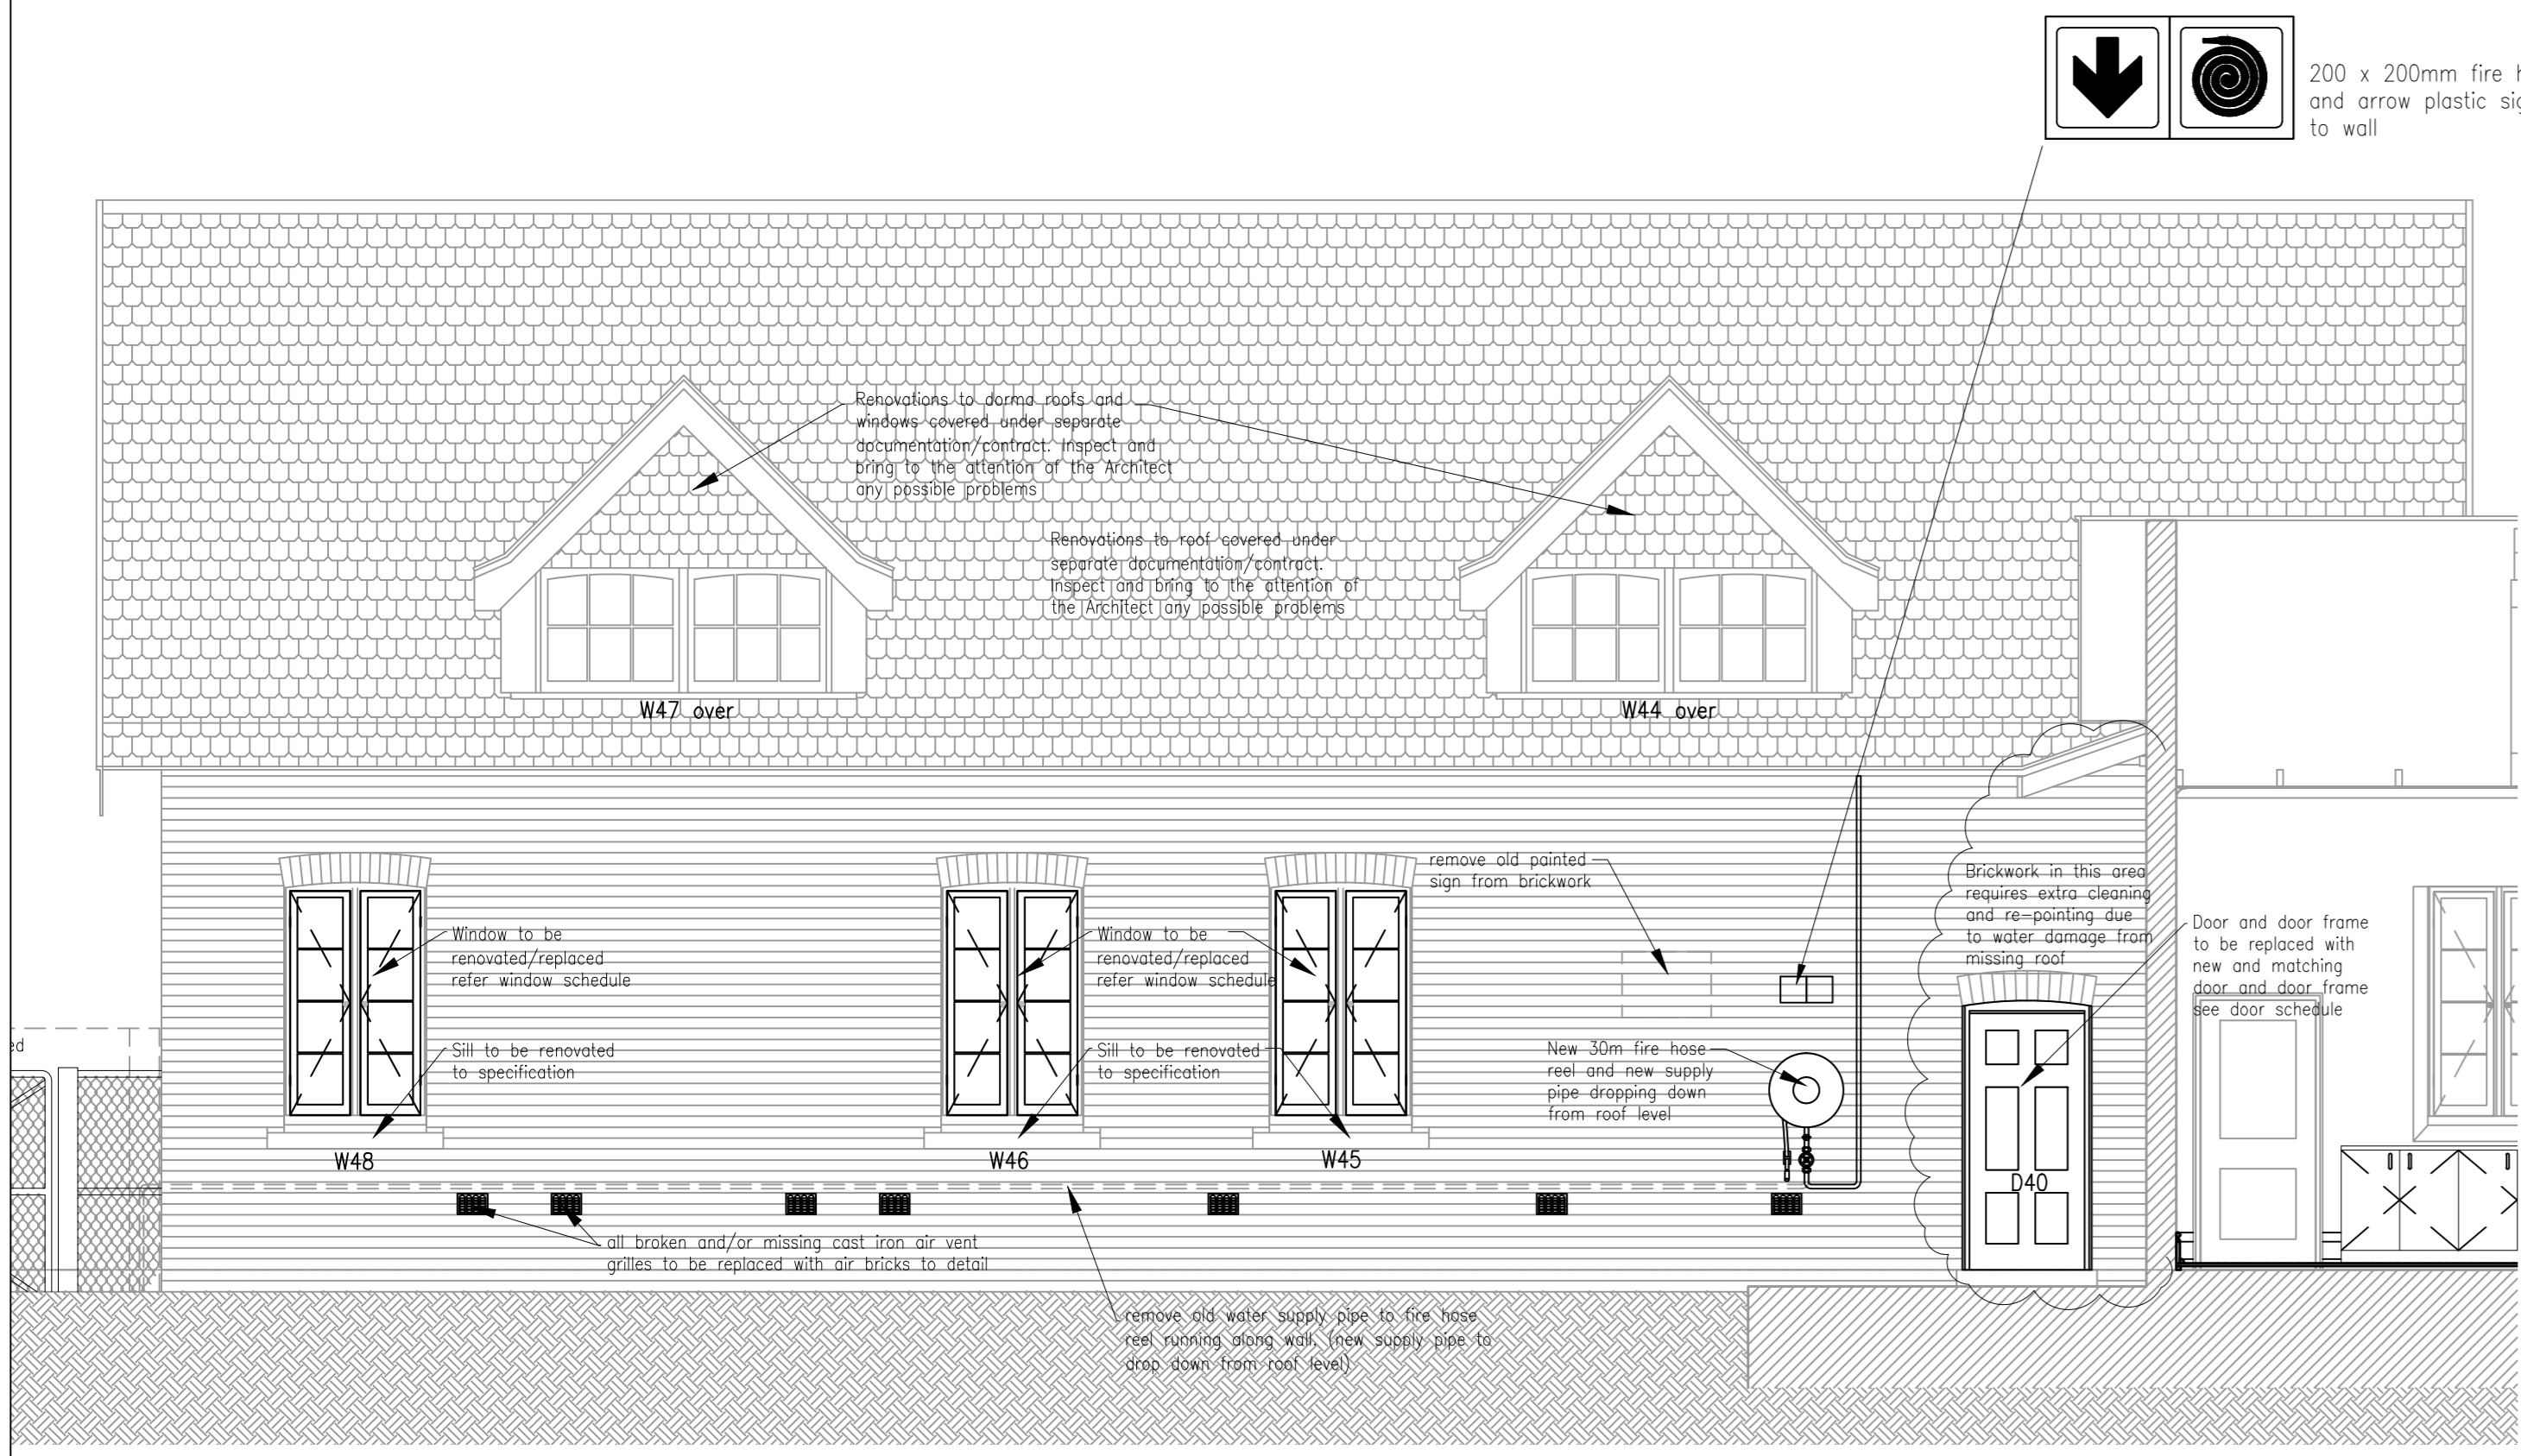 200 x 200mm fire
and arrow plastic
to wall
Renovations to dorma roofs and
windows covered under separate
documentation/contract. Inspect and
bring to the attention of the Architect
any possible problems
Renovations to roof covered under
separate documentation/contract.
Inspect and bring to the attention of
the Architect any possible problems
W47 over
W44 over
remove old painted
sign from brickwork
Brickwork in this area
requires extra cleaning
and re-pointing due
to water damage from
missing roof
Window to be
renovated/replaced
refer window schedule
Window to be
renovated/replaced
refer window schedule
Door and door frame
to be replaced with
new and matching
door and door frame
see door schedule
ed
Sill to be renovated
to specification
Sill to be renovated
to specification
New 30m fire hose
reel and new supply
pipe dropping down
from roof level
W48
W46
W45
D40
all broken and/or missing cast iron air vent
grilles to be replaced with air bricks to detail
remove old water supply pipe to fire hose
reel running along wall. (new supply pipe to
drop down from roof level)